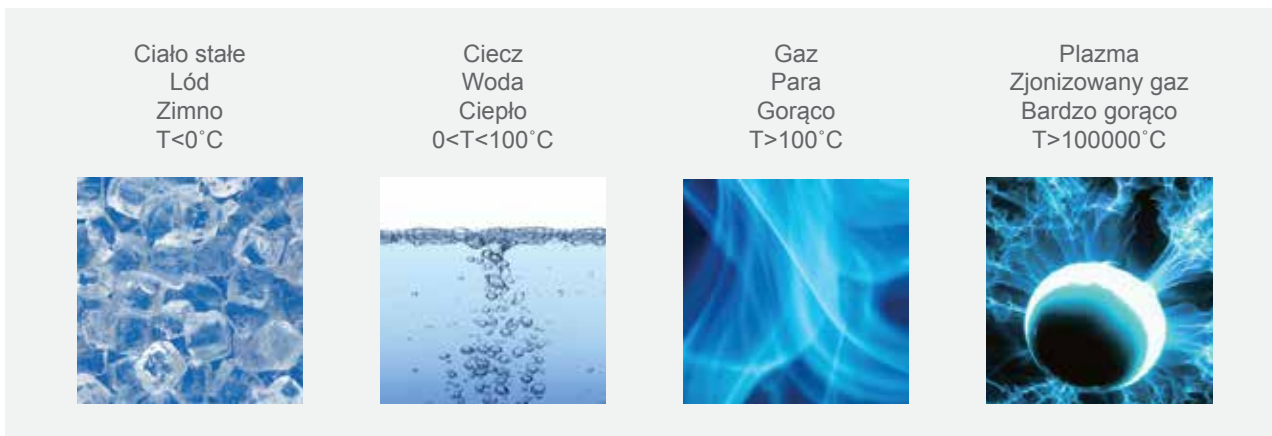 Ciało stałe
Lód
Zimno
T<0˚C
Ciecz
Woda
Ciepło
0<T<100˚C
Gaz
Para
Gorąco
T>100˚C
Plazma
Zjonizowany gaz
Bardzo gorąco
T>100000˚C